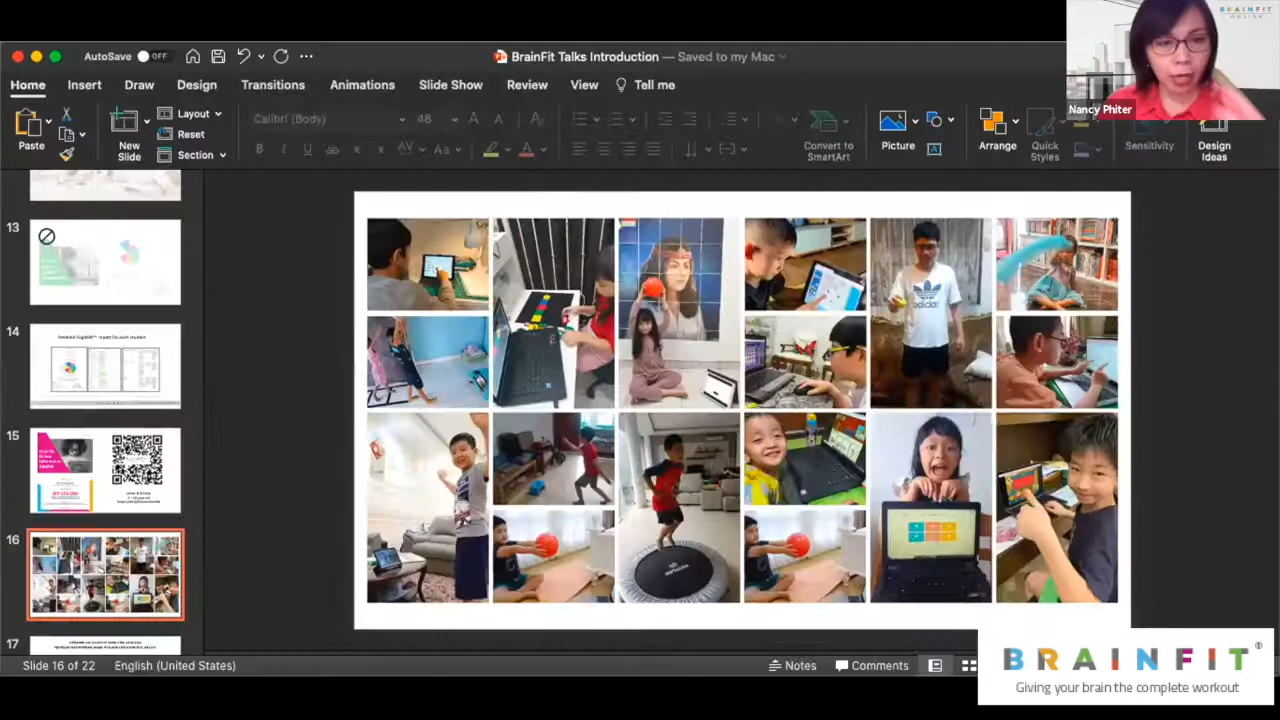 BRAINFIT
ONLINE
AutoSave OFF
BrainFit Talks Introduction — Saved to my Mac
Nancy Phiter
Home Insert Draw Design Transitions Animations Slide Show Review View Tell me
Paste
New
Slide
Layout
Reset
Section
Calibri (Body) 48
Convert to
SmartArt
Picture
Arrange
Quick
Styles
Sensitivity
Design
Ideas
13
14
15
16
17
adidas
Slide 16 of 22 English (United States)
Notes Comments
BRAINFIT®
Giving your brain the complete workout